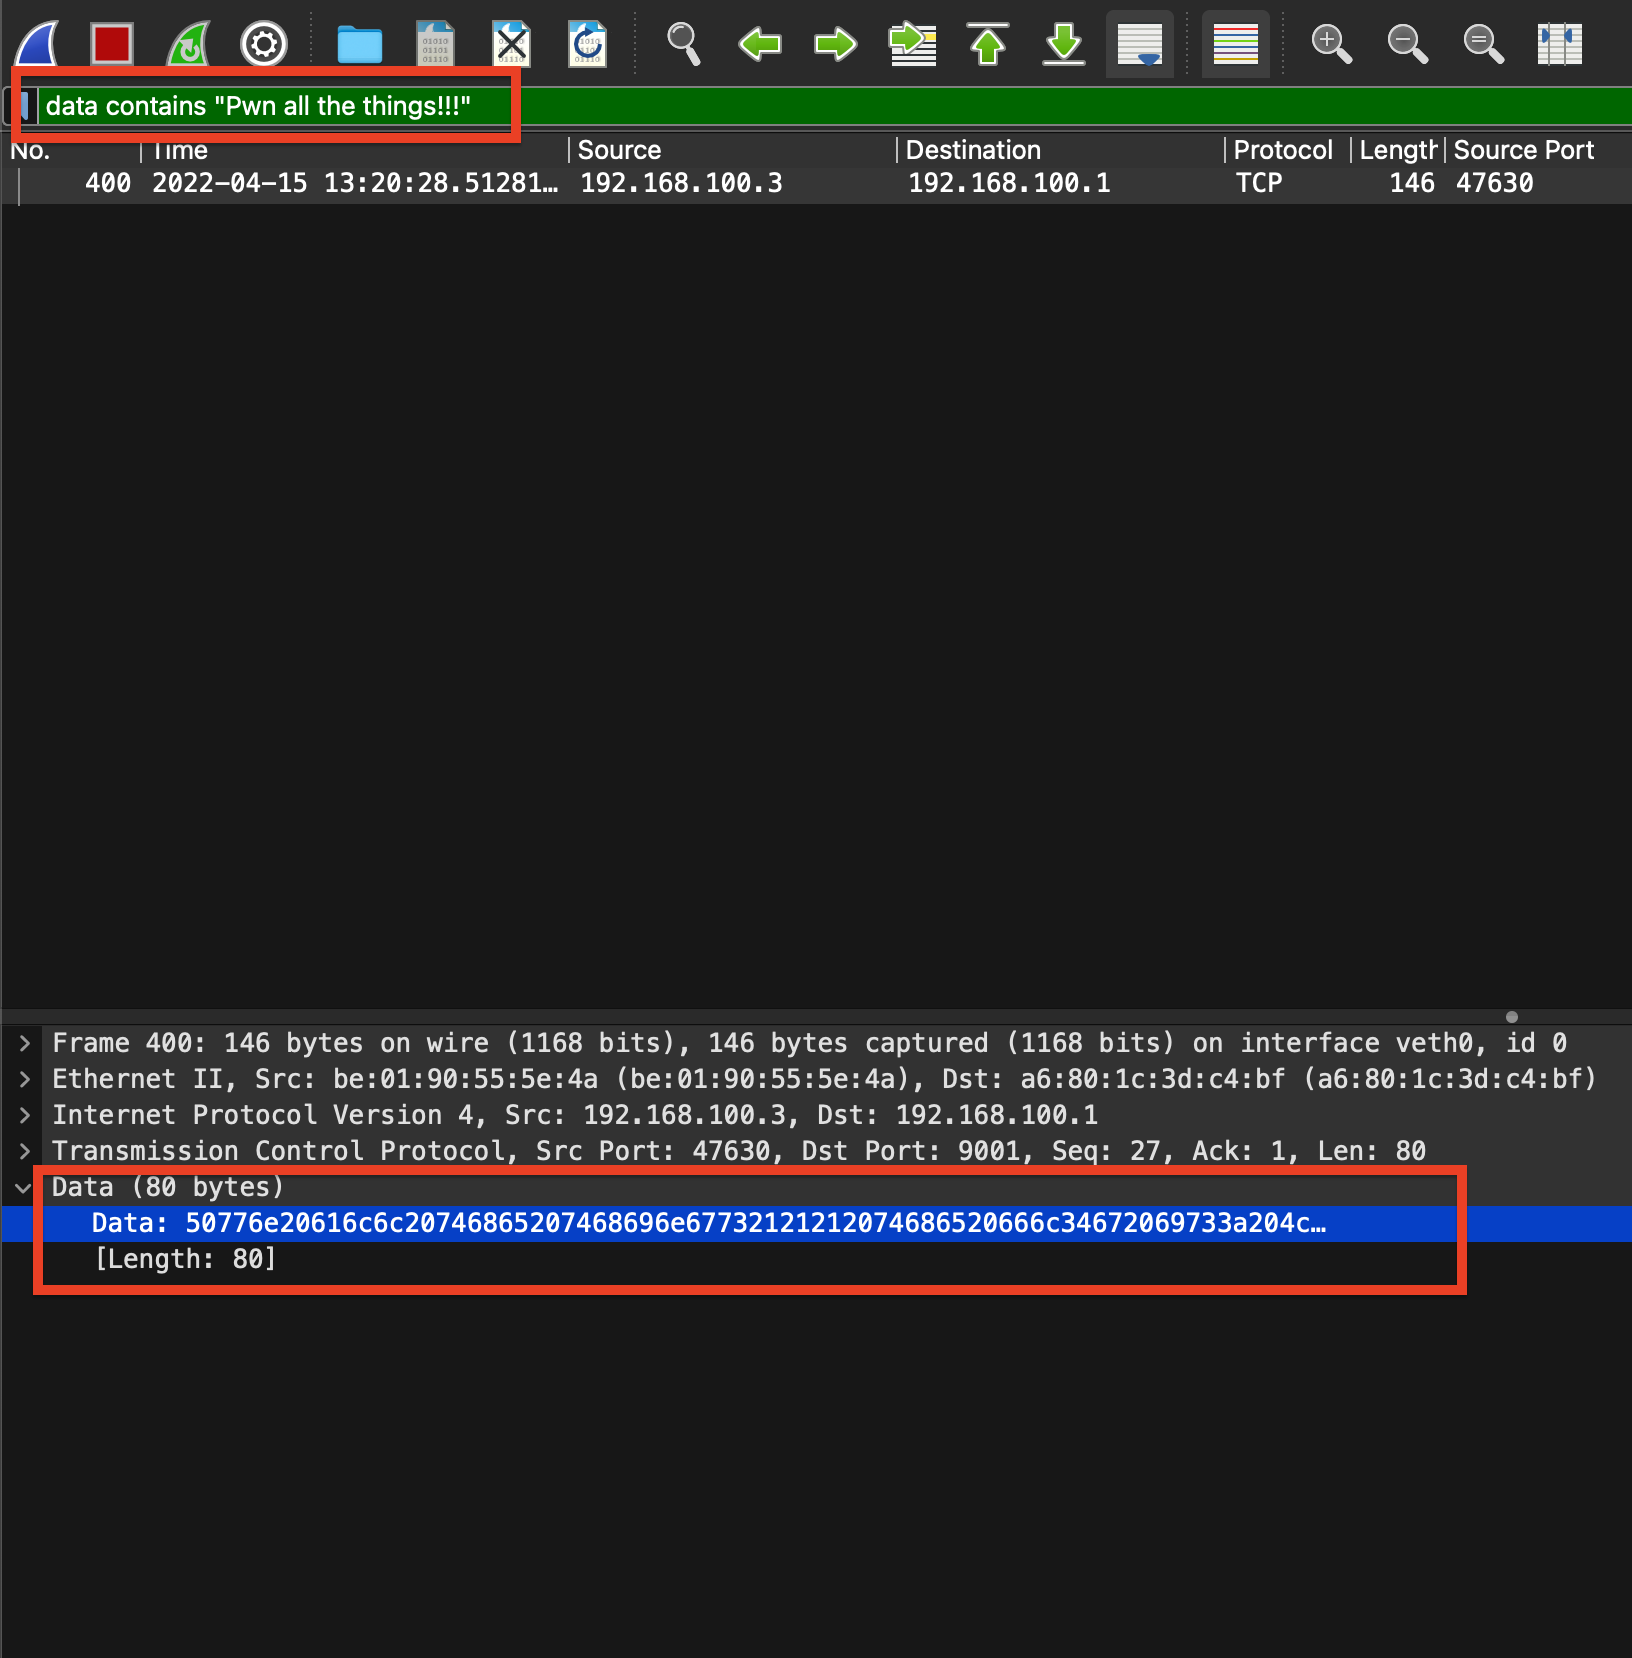 data contains "Pwn all the things!!!"
No. Time Source Destination Protocol Length Source Port
400 2022-04-15 13:20:28.51281… 192.168.100.3 192.168.100.1 TCP 146 47630
Frame 400: 146 bytes on wire (1168 bits), 146 bytes captured (1168 bits) on interface veth0, id 0
Ethernet II, Src: be:01:90:55:5e:4a (be:01:90:55:5e:4a), Dst: a6:80:1c:3d:c4:bf (a6:80:1c:3d:c4:bf)
Internet Protocol Version 4, Src: 192.168.100.3, Dst: 192.168.100.1
Transmission Control Protocol, Src Port: 47630, Dst Port: 9001, Seq: 27, Ack: 1, Len: 80
Data (80 bytes)
Data: 50776e20616c6c20746865207468696e67732121212074686520666c34672069733a204c…
[Length: 80]